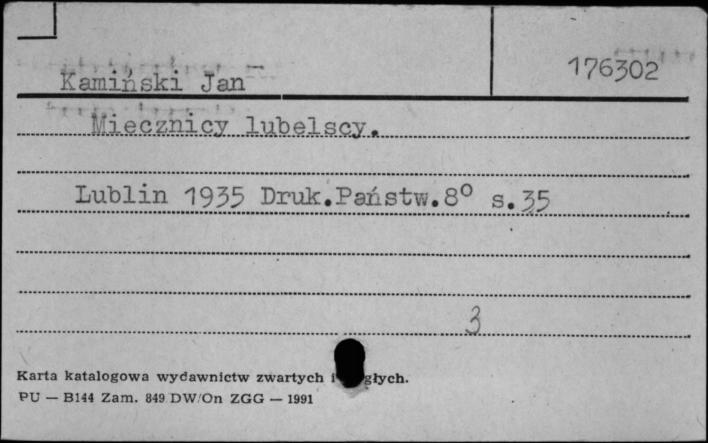 176302
Kamiński Jan
Miecznicy lubelscy.
Lublin 1935 Druk.Państw.8° s.35
3
Karta katalogowa wydawnictw zwartych i głych.
PU — B144 Zam. 849 DW/On ZGG — 1991